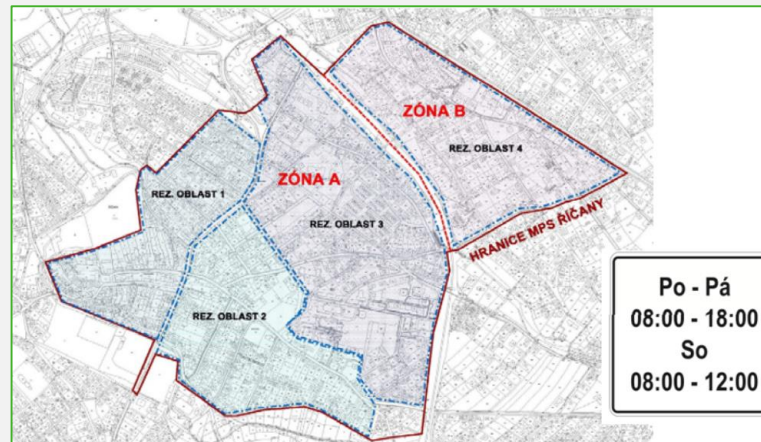 ZÓNA B
REZ. OBLAST 4
ZÓNA A
REZ. OBLAST 1
REZ. OBLAST 3
HRANICE MPS ŘÍČANY
REZ. OBLAST 2
Po - Pá
08:00 - 18:00
So
08:00 - 12:00